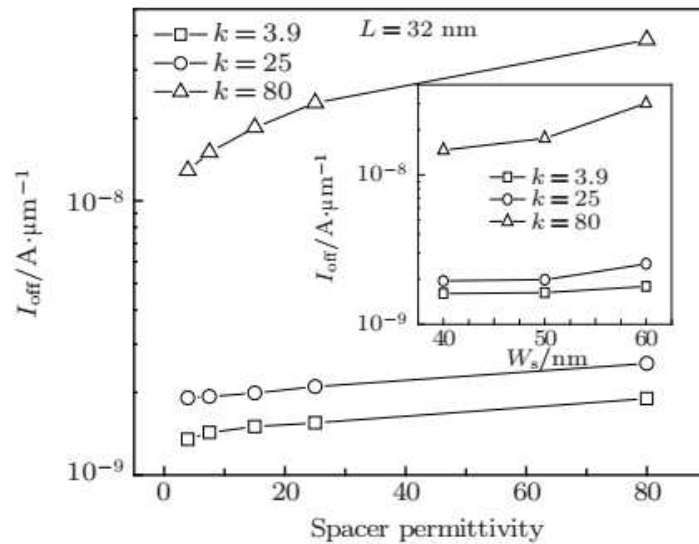 k = 3.9
k = 25
k = 80
L = 32 nm
I_off/A·μm⁻¹
10⁻⁸
10⁻⁹
0
20
40
60
80
Spacer permittivity
k = 3.9
k = 25
k = 80
I_off/A·μm⁻¹
10⁻⁸
10⁻⁹
40
50
60
W_s/nm